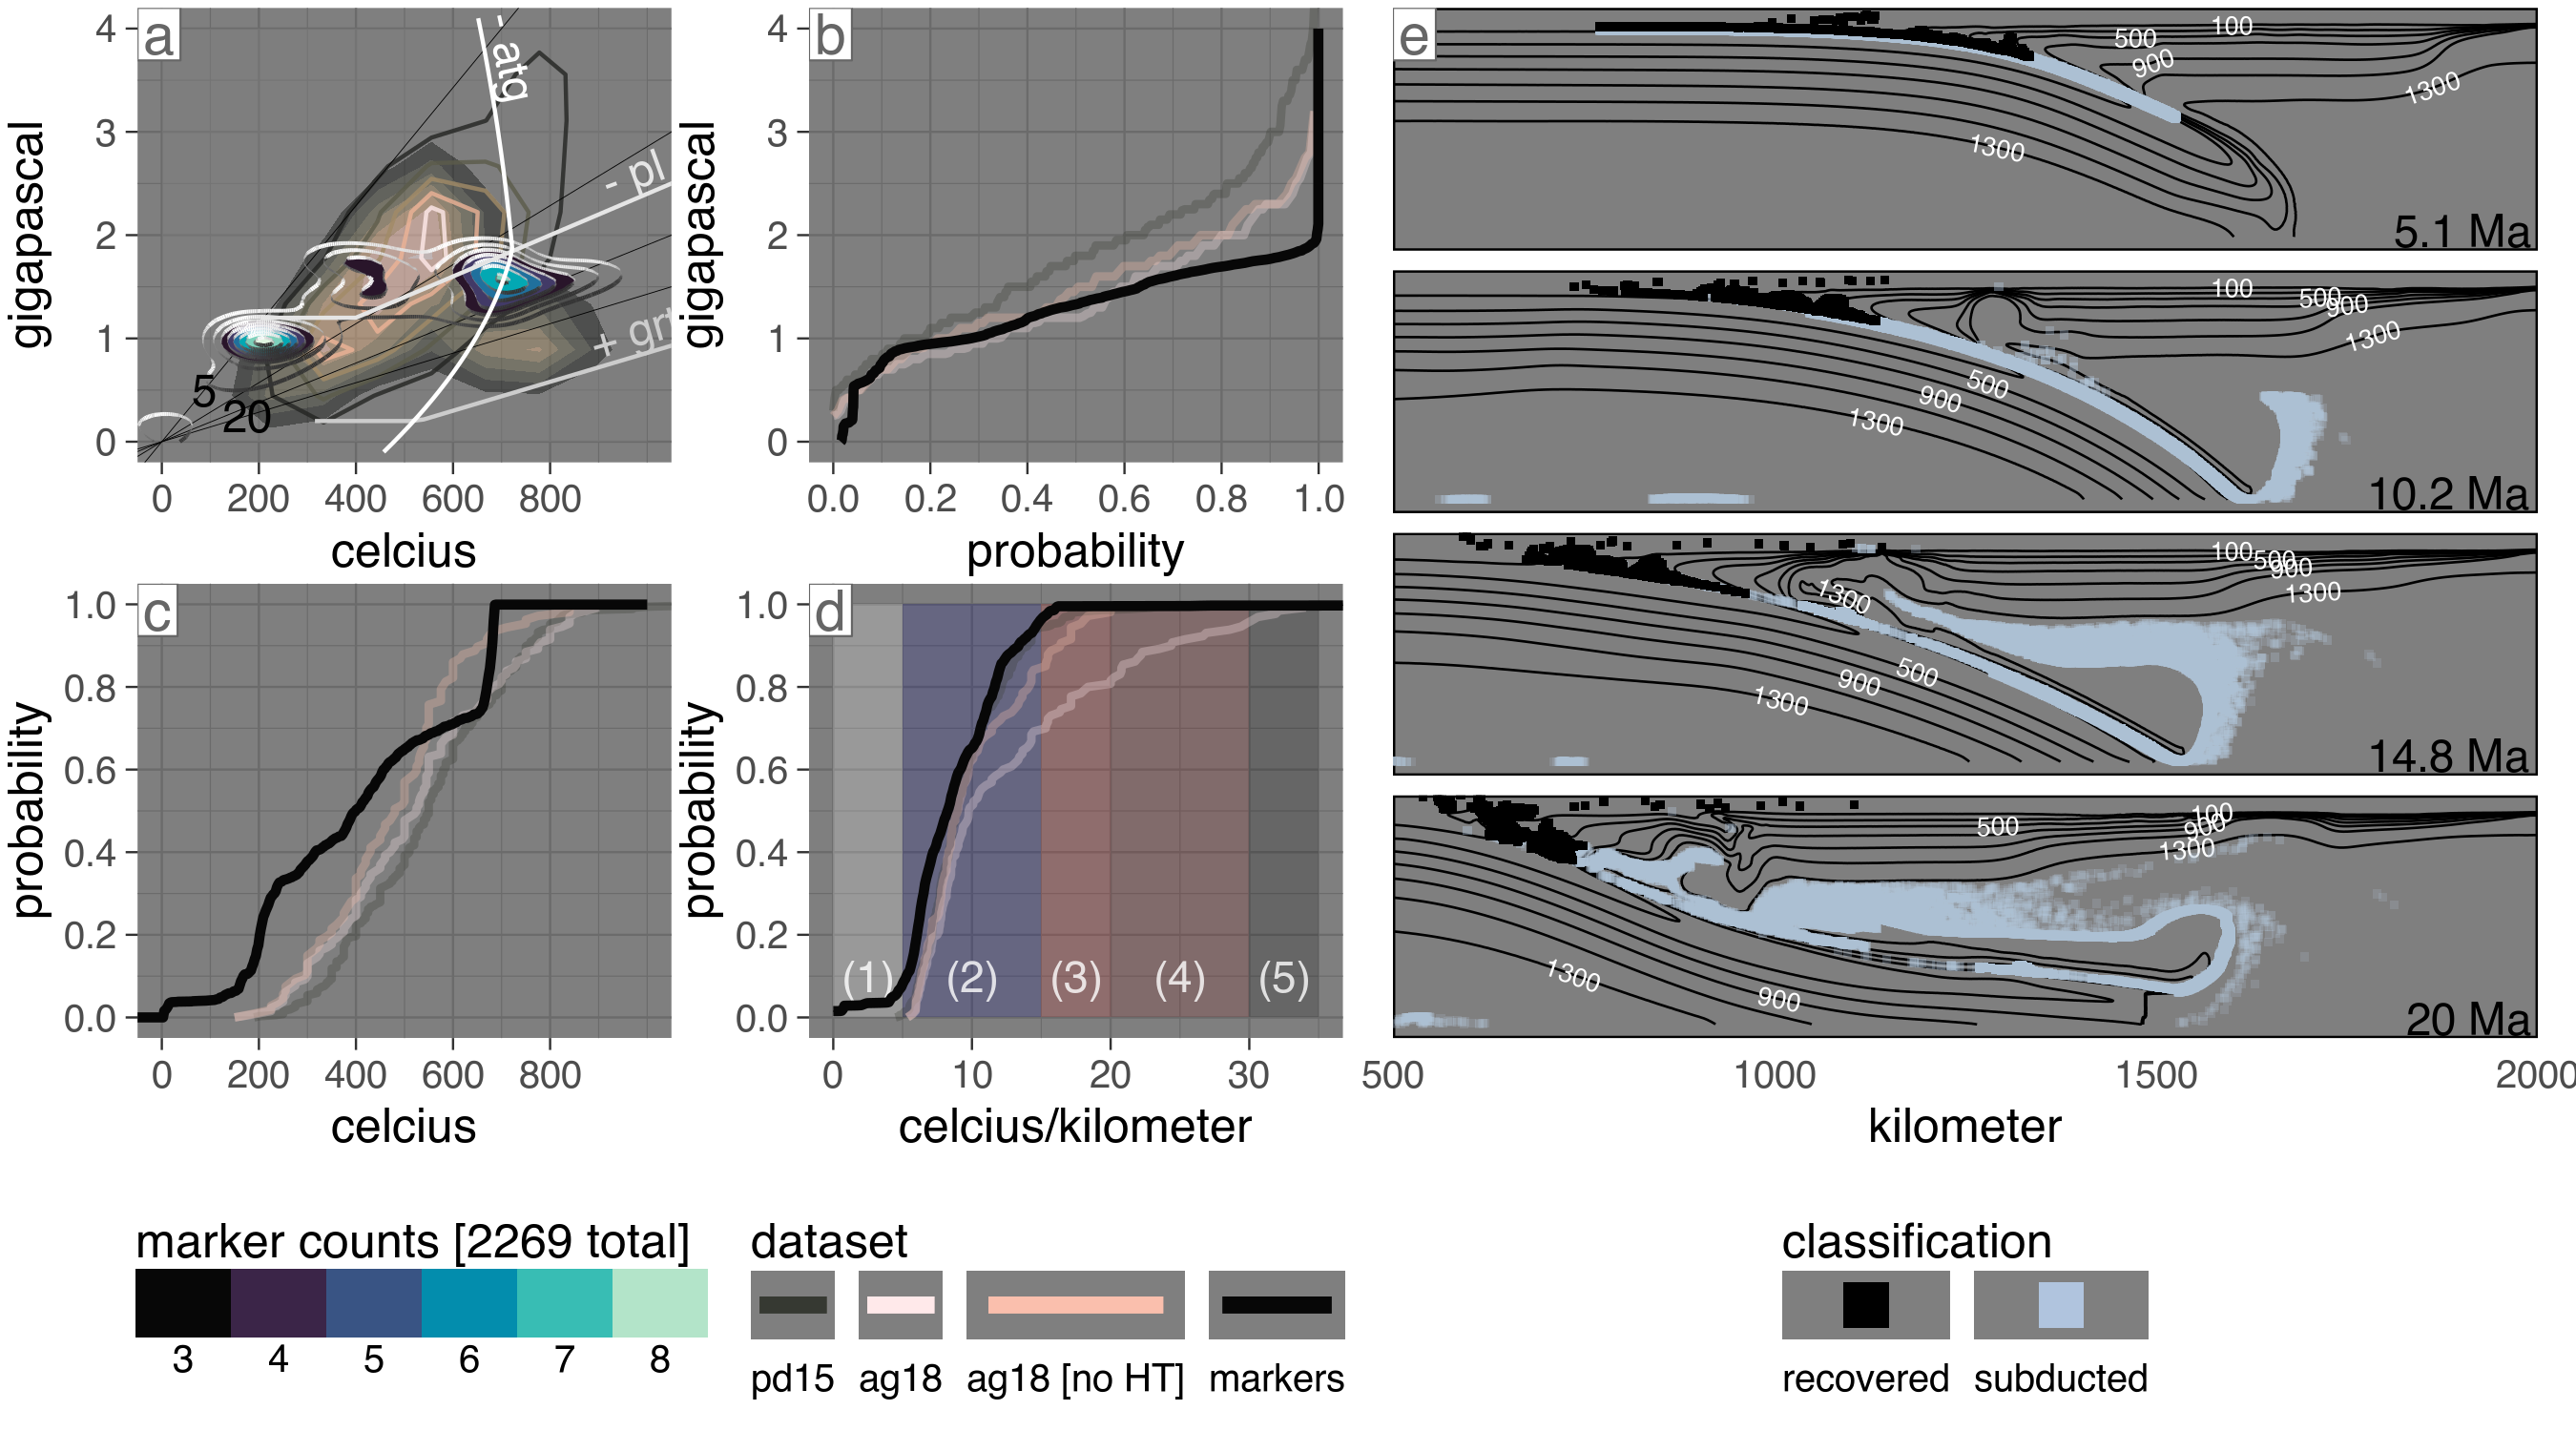 a
gigapascal
4
3
2
1
0
- atg
- pl
+ grt
5
20
0 200 400 600 800
celcius
b
gigapascal
4
3
2
1
0
0.0 0.2 0.4 0.6 0.8 1.0
probability
c
probability
1.0
0.8
0.6
0.4
0.2
0.0
0 200 400 600 800
celcius
d
probability
1.0
0.8
0.6
0.4
0.2
0.0
(1) (2) (3) (4) (5)
0 10 20 30
celcius/kilometer
e
100
500
900
1300
1300
5.1 Ma
100
500
900
1300
500
900
1300
10.2 Ma
100
500
900
1300
1300
500
900
1300
14.8 Ma
100
500
900
1300
1300
900
20 Ma
500 1000 1500 2000
kilometer
marker counts [2269 total]
3 4 5 6 7 8
dataset
pd15 ag18 ag18 [no HT] markers
classification
recovered subducted